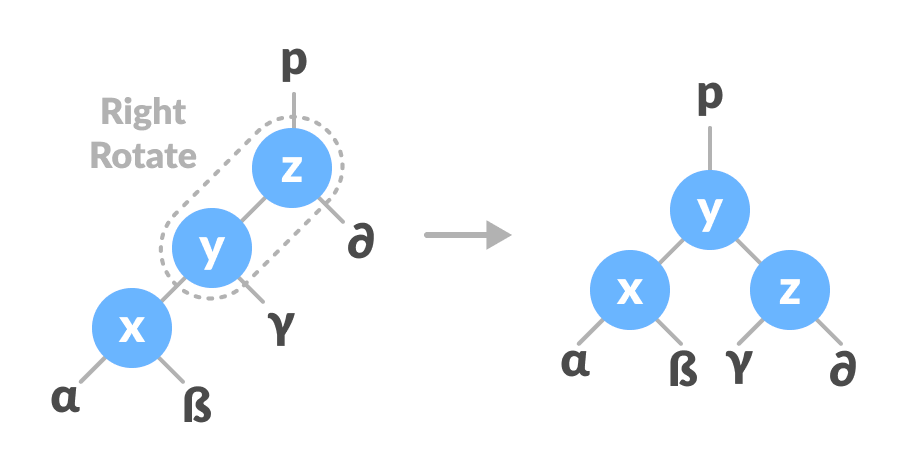 p
Right
Rotate
z
y
∂
x
γ
α
ß
p
y
x
z
α
ß
γ
∂